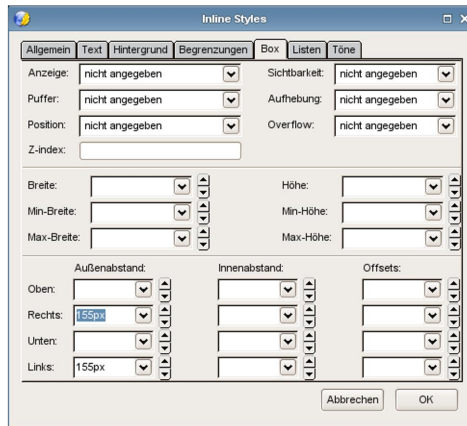 Inline Styles
Allgemein Text Hintergrund Begrenzungen Box Listen Töne
Anzeige: nicht angegeben Sichtbarkeit: nicht angegeben
Puffer: nicht angegeben Aufhebung: nicht angegeben
Position: nicht angegeben Overflow: nicht angegeben
Z-index:
Breite: Höhe:
Min-Breite: Min-Höhe:
Max-Breite: Max-Höhe:
Außenabstand: Innenabstand: Offsets:
Oben:
Rechts: 155px
Unten:
Links: 155px
Abbrechen OK